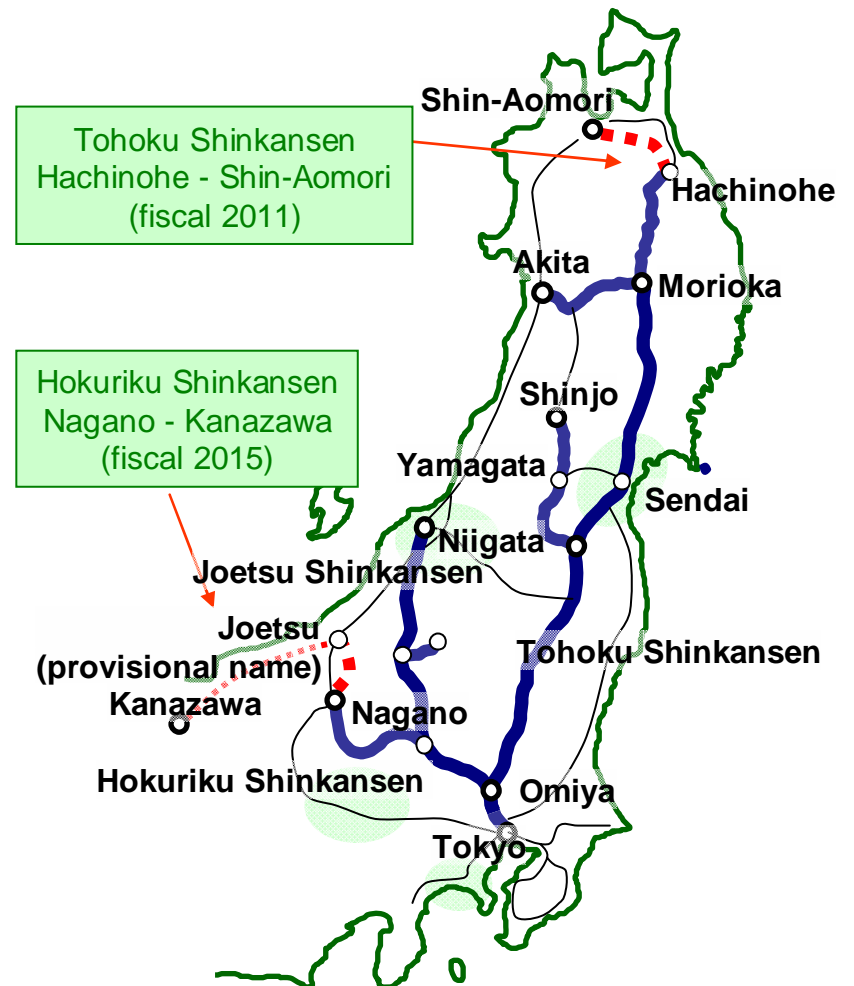 Shin-Aomori
Tohoku Shinkansen
Hachinohe - Shin-Aomori
(fiscal 2011)
Hachinohe
Akita
Morioka
Hokuriku Shinkansen
Nagano - Kanazawa
(fiscal 2015)
Shinjo
Yamagata
Sendai
Niigata
Joetsu Shinkansen
Joetsu
(provisional name)
Tohoku Shinkansen
Kanazawa
Nagano
Hokuriku Shinkansen
Omiya
Tokyo